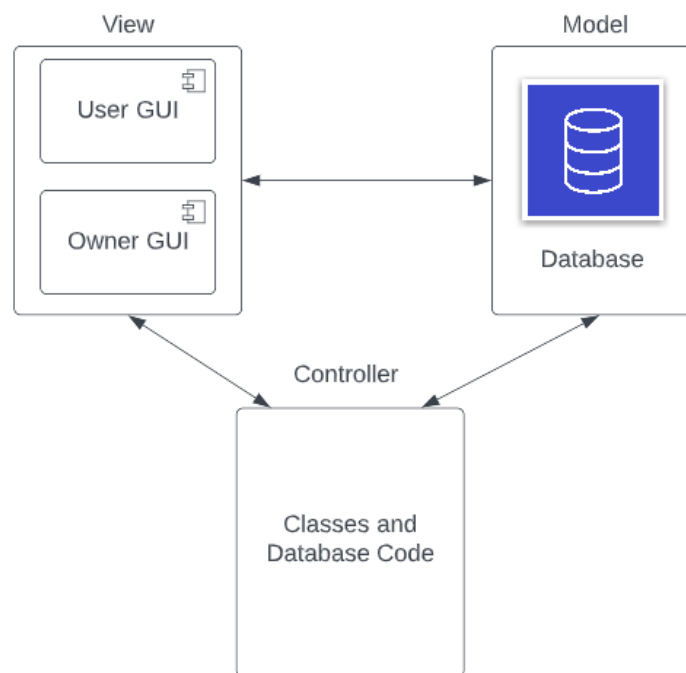 View
Model
User GUI
Owner GUI
Database
Controller
Classes and
Database Code